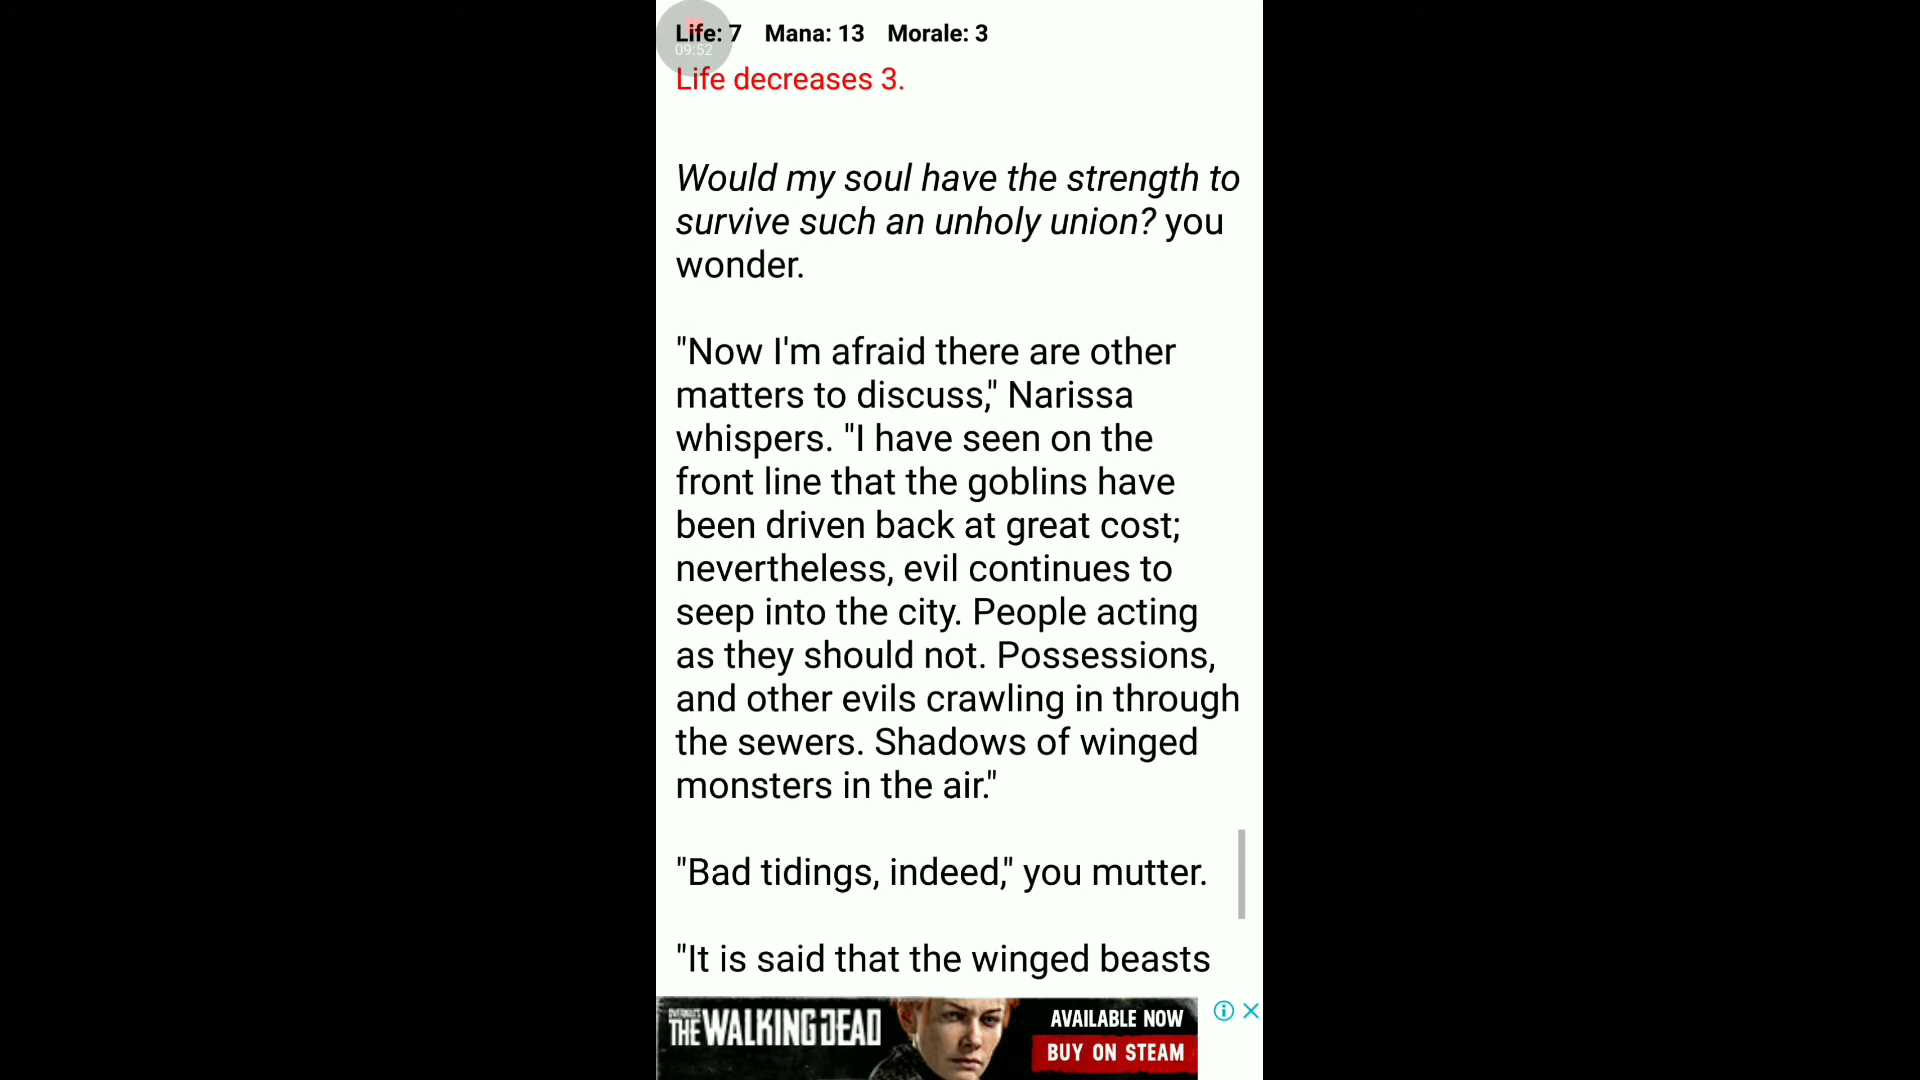 Life: 7 Mana: 13 Morale: 3
09:52
Life decreases 3.
Would my soul have the strength to
survive such an unholy union? you
wonder.
"Now I'm afraid there are other
matters to discuss," Narissa
whispers. "I have seen on the
front line that the goblins have
been driven back at great cost;
nevertheless, evil continues to
seep into the city. People acting
as they should not. Possessions,
and other evils crawling in through
the sewers. Shadows of winged
monsters in the air."
"Bad tidings, indeed," you mutter.
"It is said that the winged beasts
OVERKILL'S
THE WALKING DEAD
AVAILABLE NOW
BUY ON STEAM